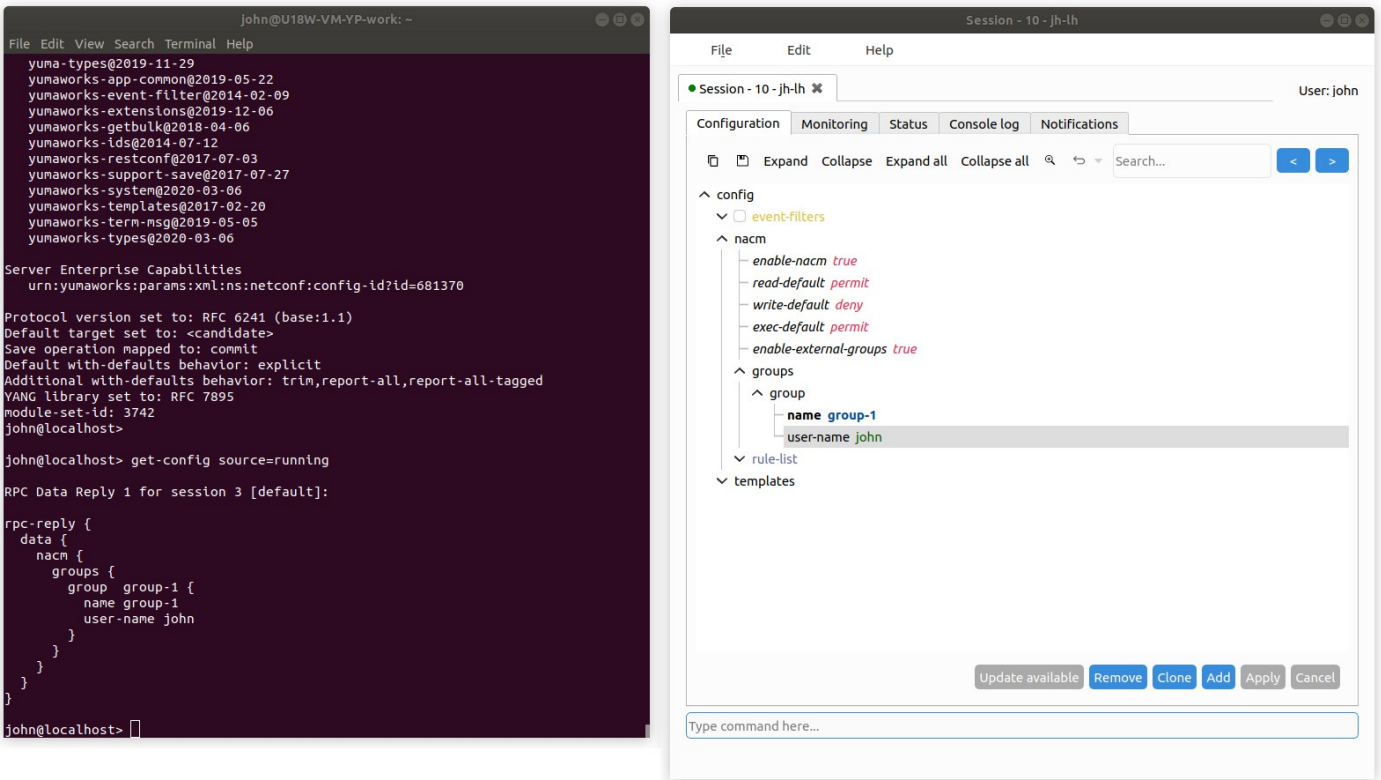 john@U18W-VM-YP-work: ~
File Edit View Search Terminal Help
yuma-types@2019-11-29
yumaworks-app-common@2019-05-22
yumaworks-event-filter@2014-02-09
yumaworks-extensions@2019-12-06
yumaworks-getbulk@2018-04-06
yumaworks-ids@2014-07-12
yumaworks-restconf@2017-07-03
yumaworks-support-save@2017-07-27
yumaworks-system@2020-03-06
yumaworks-templates@2017-02-20
yumaworks-term-msg@2019-05-05
yumaworks-types@2020-03-06
Server Enterprise Capabilities
urn:yumaworks:params:xml:ns:netconf:config-id?id=681370
Protocol version set to: RFC 6241 (base:1.1)
Default target set to: <candidate>
Save operation mapped to: commit
Default with-defaults behavior: explicit
Additional with-defaults behavior: trim,report-all,report-all-tagged
YANG library set to: RFC 7895
module-set-id: 3742
john@localhost>
john@localhost> get-config source=running
RPC Data Reply 1 for session 3 [default]:
rpc-reply {
data {
nacm {
groups {
group  group-1 {
name group-1
user-name john
}
}
}
}
}
john@localhost>
Session - 10 - jh-lh
File Edit Help
Session - 10 - jh-lh
User: john
Configuration Monitoring Status Console log Notifications
Expand Collapse Expand all Collapse all Search... < >
config
event-filters
nacm
enable-nacm true
read-default permit
write-default deny
exec-default permit
enable-external-groups true
groups
group
name group-1
user-name john
rule-list
templates
Update available Remove Clone Add Apply Cancel
Type command here...